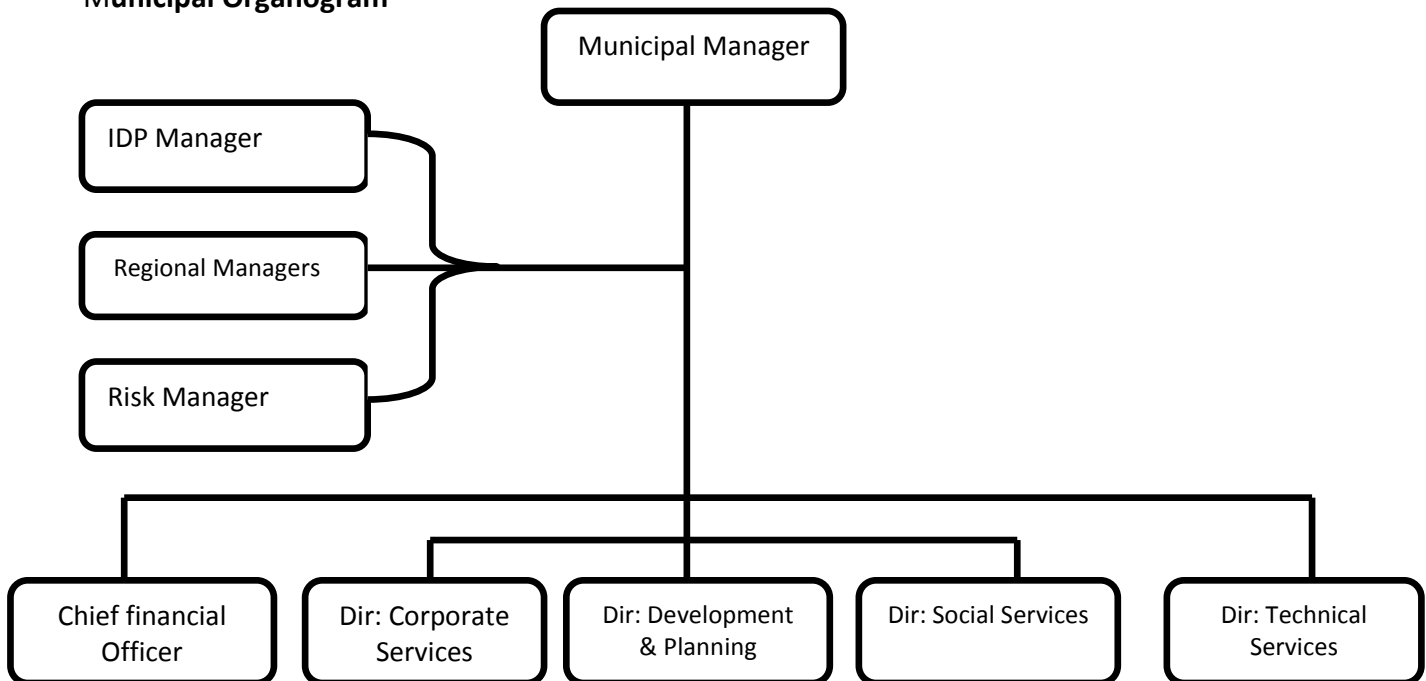 Municipal Organogram
Municipal Manager
IDP Manager
Regional Managers
Risk Manager
Chief financial
Officer
Dir: Corporate
Services
Dir: Development
& Planning
Dir: Social Services
Dir: Technical
Services